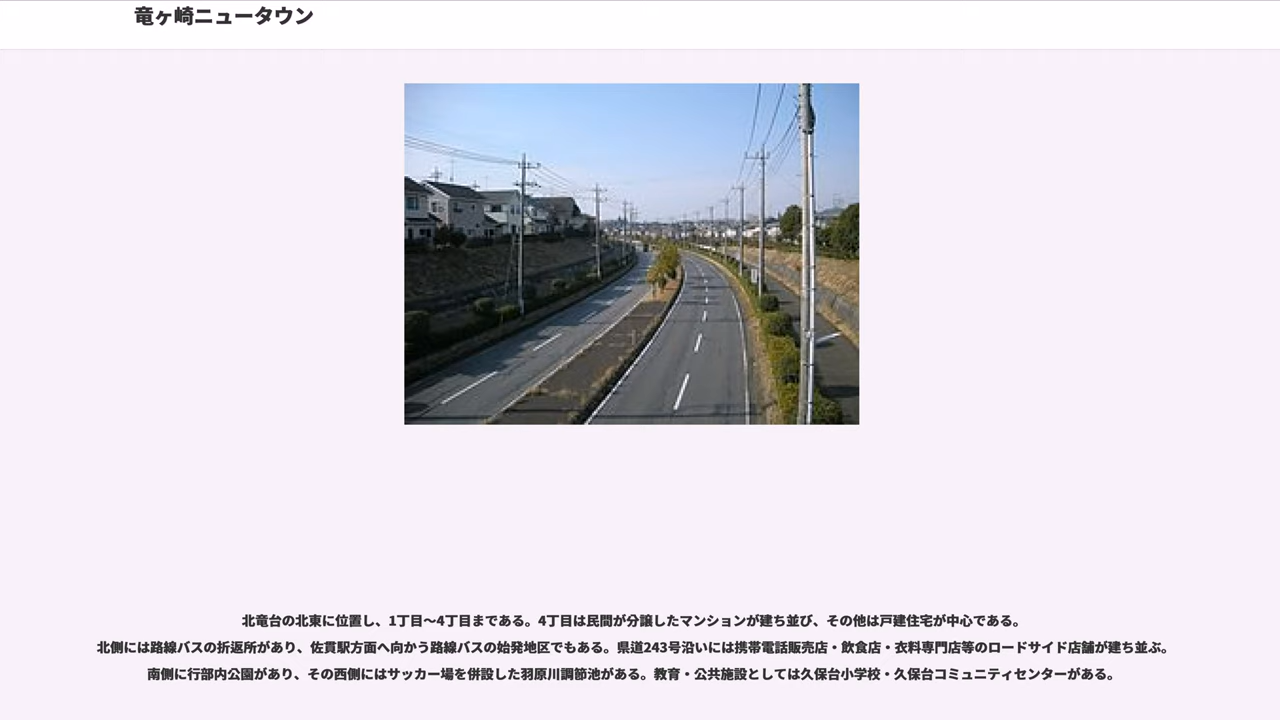 竜ヶ崎ニュータウン
北竜台の北東に位置し、1丁目〜4丁目まである。4丁目は民間が分譲したマンションが建ち並び、その他は戸建住宅が中心である。
北側には路線バスの折返所があり、佐貫駅方面へ向かう路線バスの始発地区でもある。県道243号沿いには携帯電話販売店・飲食店・衣料専門店等のロードサイド店舗が建ち並ぶ。
南側に行部内公園があり、その西側にはサッカー場を併設した羽原川調節池がある。教育・公共施設としては久保台小学校・久保台コミュニティセンターがある。